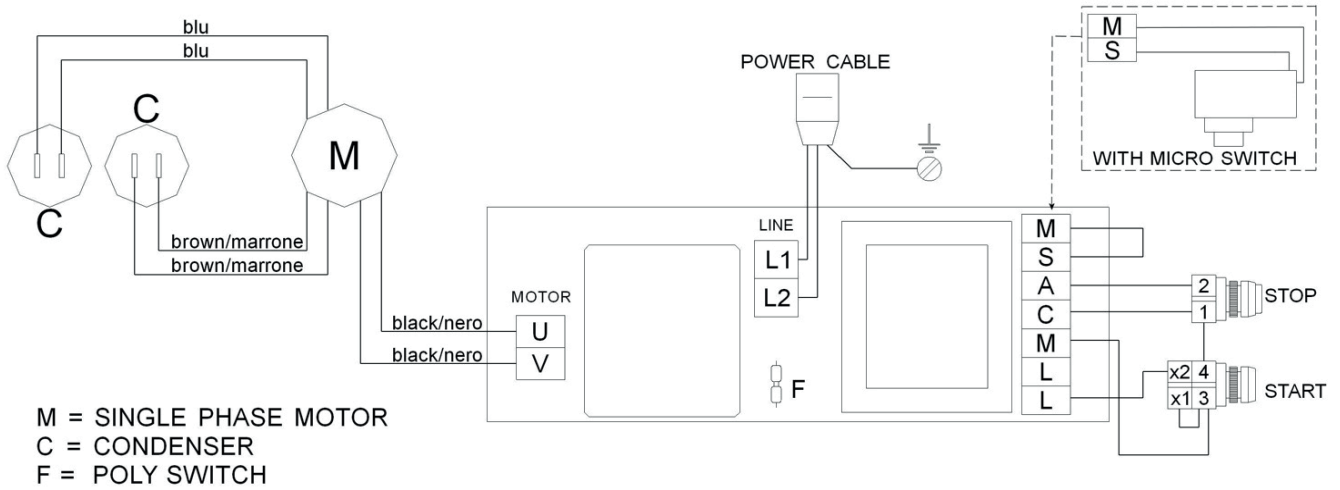 blu
blu
C
C
M
brown/marrone
brown/marrone
black/nero
black/nero
MOTOR
U
V
POWER CABLE
LINE
L1
L2
F
M
S
WITH MICRO SWITCH
M
S
A
C
M
L
L
2
1
STOP
x2 4
x1 3
START
M = SINGLE PHASE MOTOR
C = CONDENSER
F = POLY SWITCH